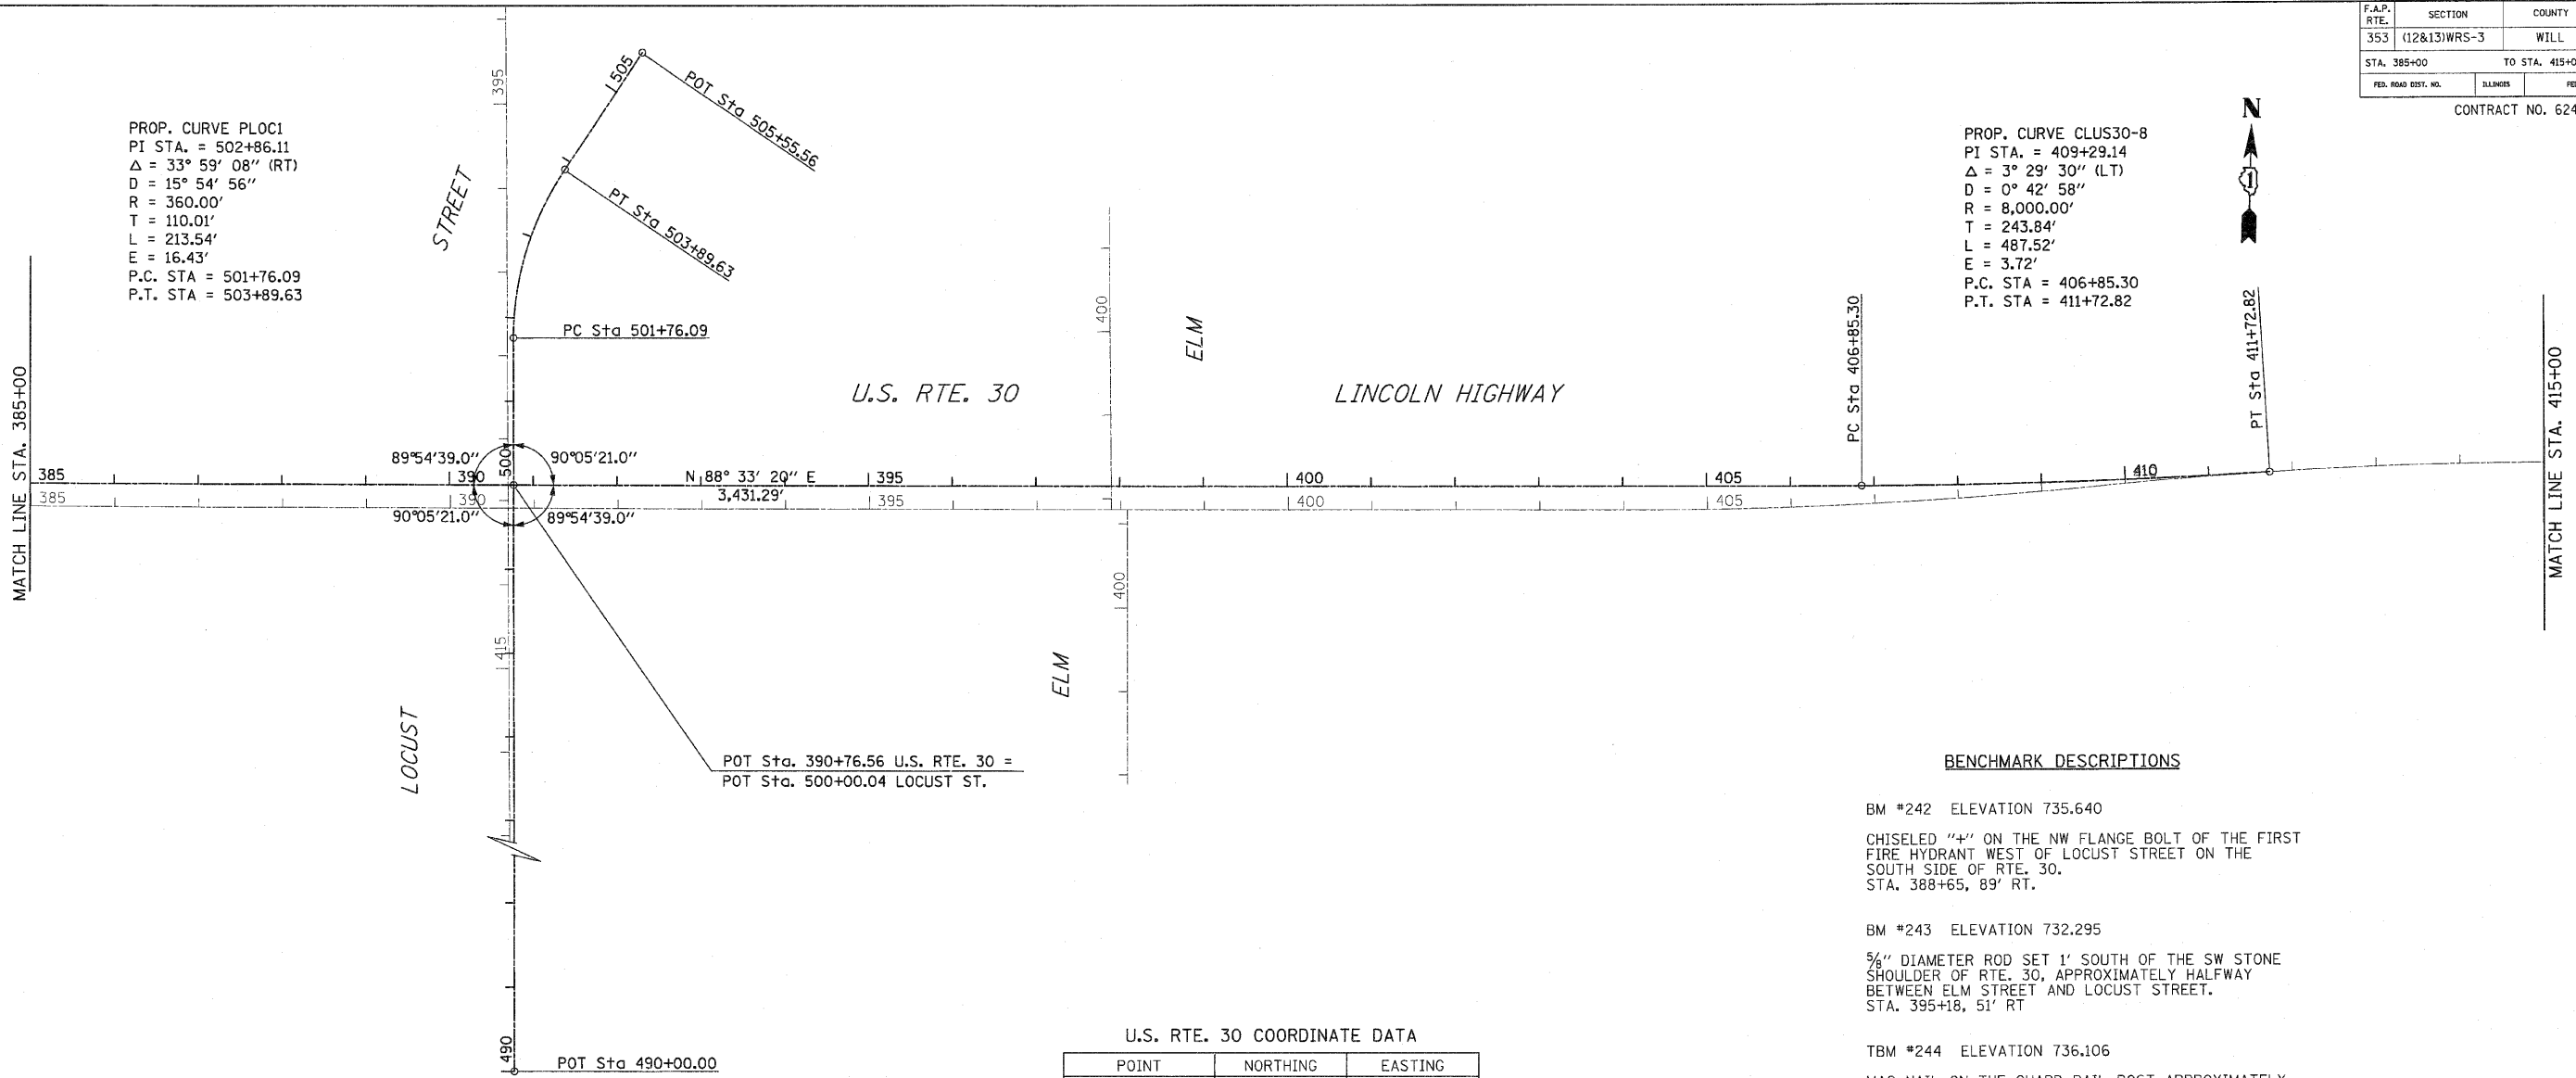 F.A.P. RTE. SECTION COUNTY
353 (12&13)WRS-3 WILL
STA. 385+00 TO STA. 415+0
FED. ROAD DIST. NO. ILLINOIS
CONTRACT NO. 624
PROP. CURVE PLOC1
PI STA. = 502+86.11
Δ = 33° 59' 08" (RT)
D = 15° 54' 56"
R = 360.00'
T = 110.01'
L = 213.54'
E = 16.43'
P.C. STA = 501+76.09
P.T. STA = 503+89.63
395
505
POT Sta 505+55.56
PT Sta 503+89.63
STREET
PC Sta 501+76.09
PROP. CURVE CLUS30-8
PI STA. = 409+29.14
Δ = 3° 29' 30" (LT)
D = 0° 42' 58"
R = 8,000.00'
T = 243.84'
L = 487.52'
E = 3.72'
P.C. STA = 406+85.30
P.T. STA = 411+72.82
N
1
400
ELM
U.S. RTE. 30
LINCOLN HIGHWAY
PC Sta 406+85.30
PT Sta 411+72.82
MATCH LINE STA. 385+00
MATCH LINE STA. 415+00
89°54'39.0" 500 90°05'21.0"
385 390 N 88° 33' 20" E 395 400 405 410
385 390 3,431.29' 395 400 405
90°05'21.0" 89°54'39.0"
415
400
ELM
LOCUST
POT Sta. 390+76.56 U.S. RTE. 30 =
POT Sta. 500+00.04 LOCUST ST.
490
POT Sta 490+00.00
BENCHMARK DESCRIPTIONS
BM #242 ELEVATION 735.640
CHISELED "+" ON THE NW FLANGE BOLT OF THE FIRST
FIRE HYDRANT WEST OF LOCUST STREET ON THE
SOUTH SIDE OF RTE. 30.
STA. 388+65, 89' RT.
BM #243 ELEVATION 732.295
5/8" DIAMETER ROD SET 1' SOUTH OF THE SW STONE
SHOULDER OF RTE. 30, APPROXIMATELY HALFWAY
BETWEEN ELM STREET AND LOCUST STREET.
STA. 395+18, 51' RT
TBM #244 ELEVATION 736.106
U.S. RTE. 30 COORDINATE DATA
POINT NORTHING EASTING